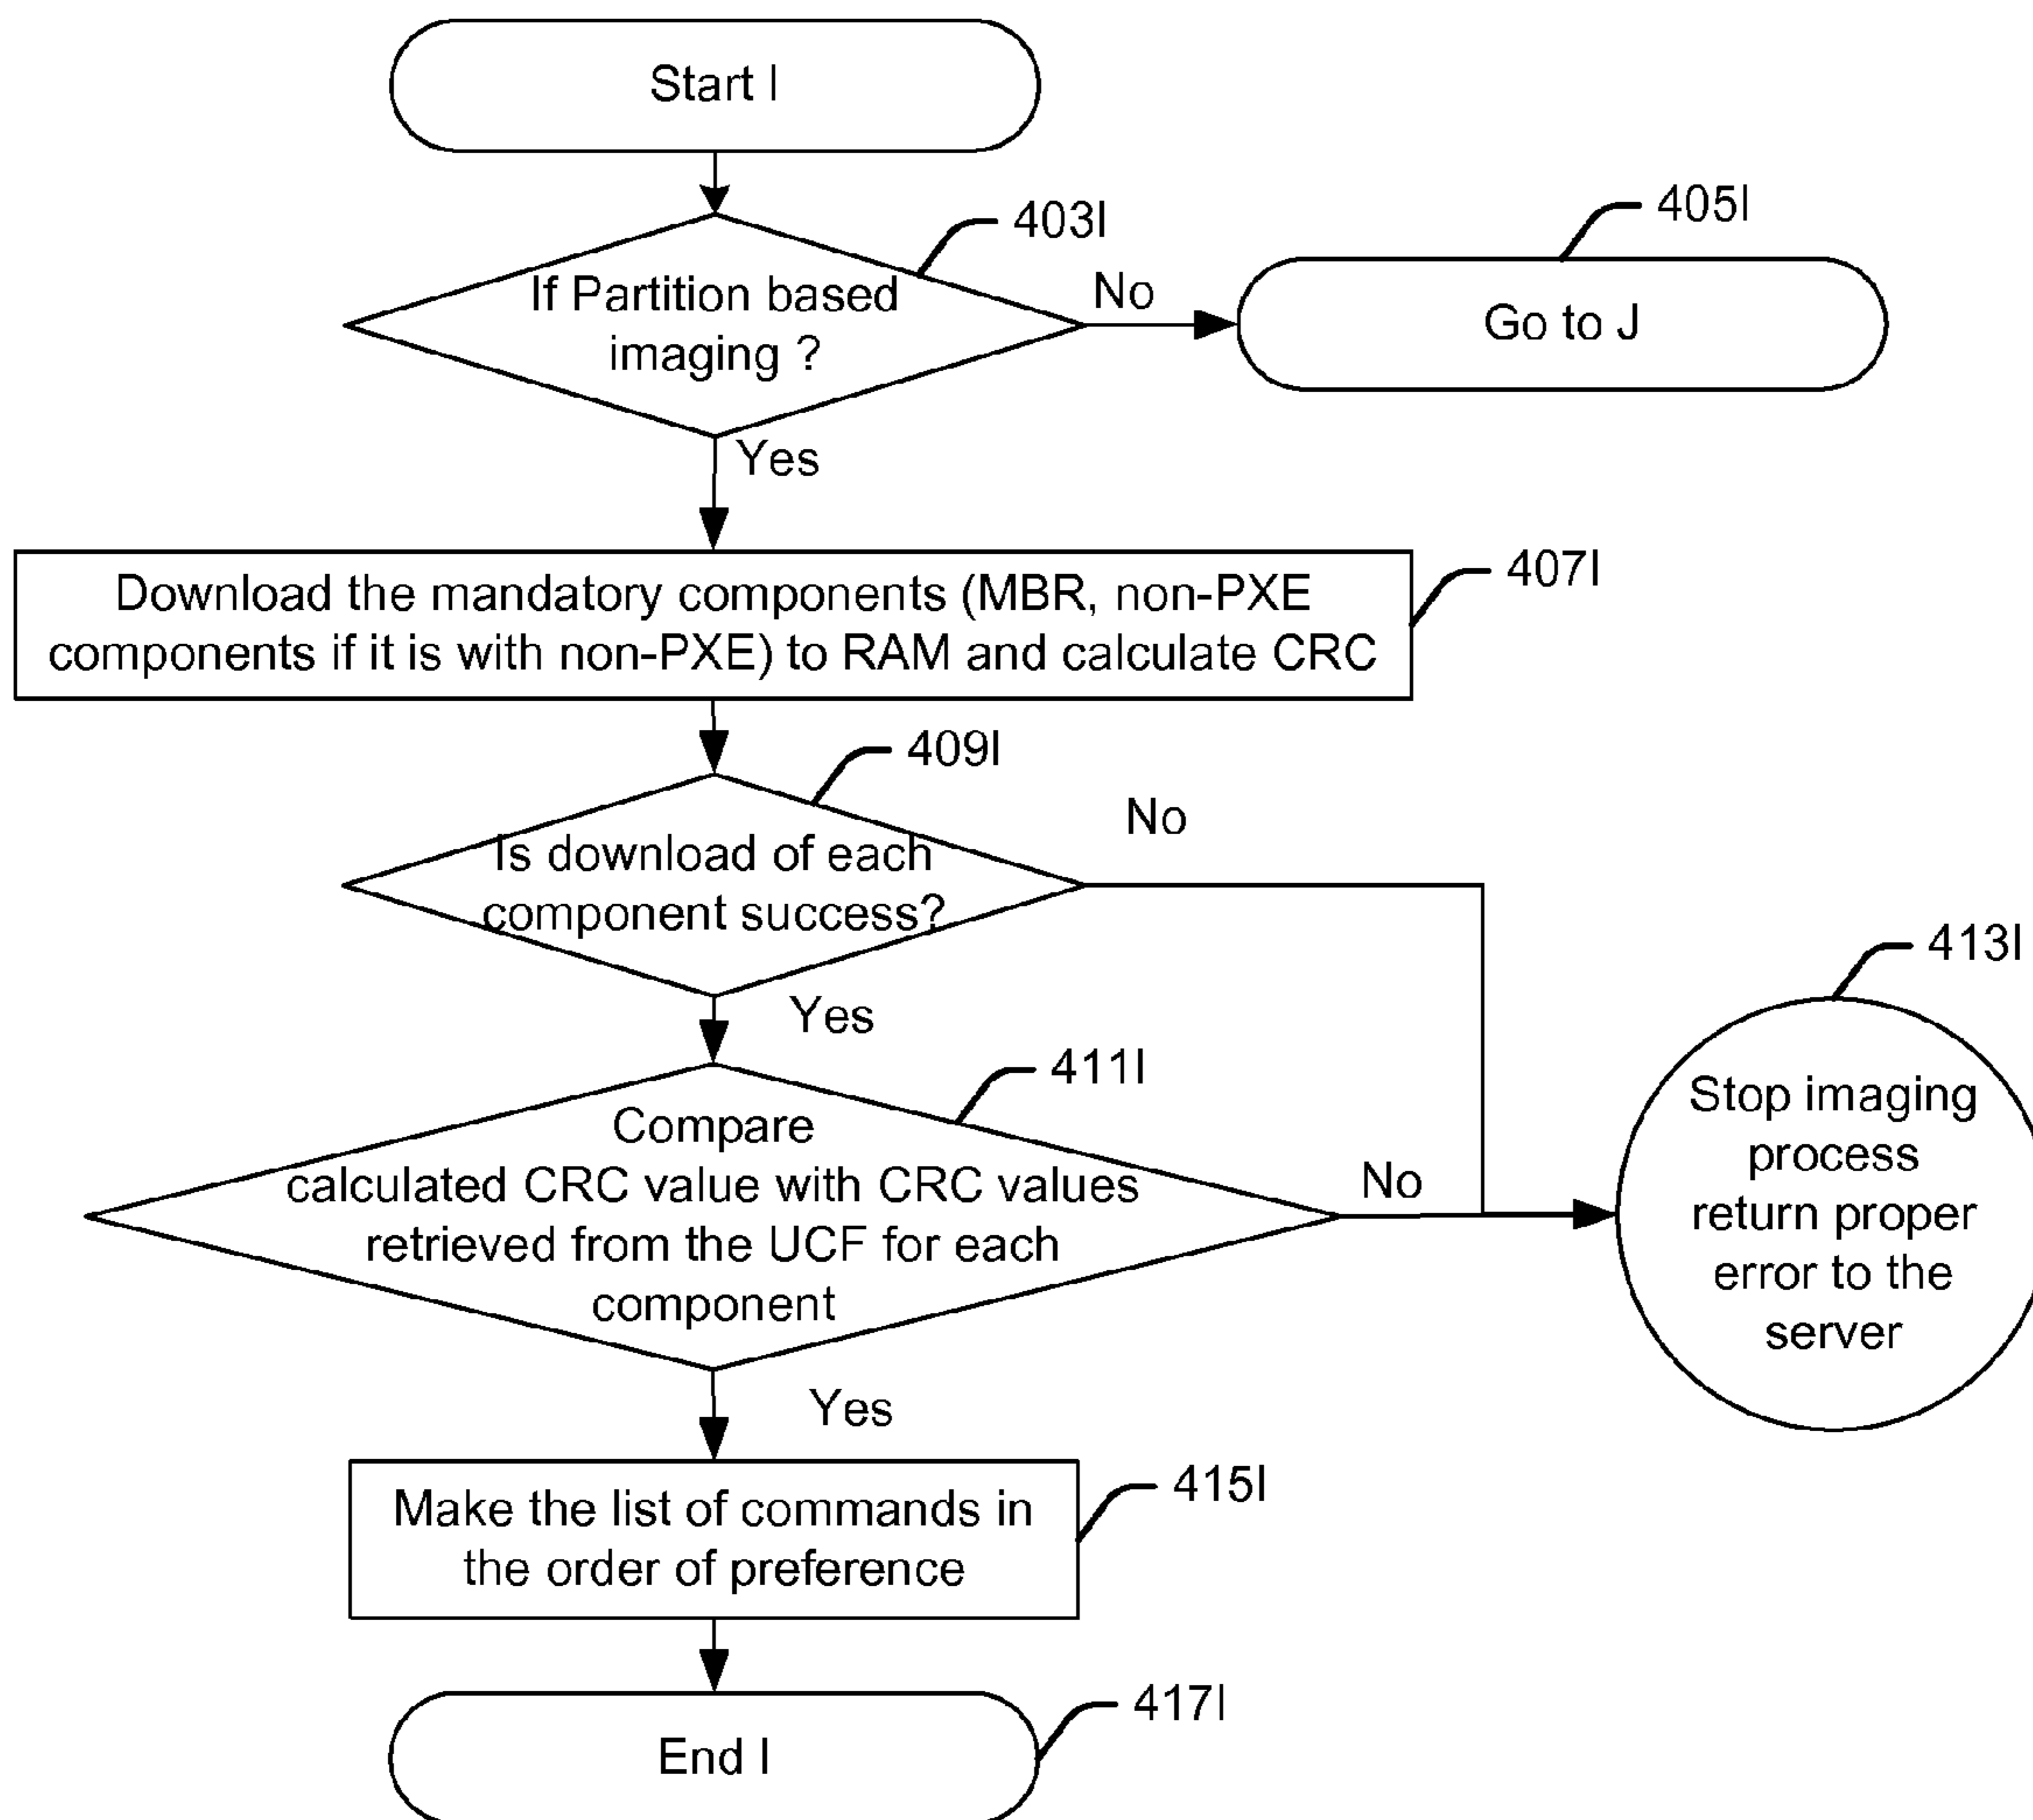 Start I
403I
If Partition based
imaging ?
No
405I
Go to J
Yes
407I
Download the mandatory components (MBR, non-PXE
components if it is with non-PXE) to RAM and calculate CRC
409I
Is download of each
component success?
No
Yes
411I
Compare
calculated CRC value with CRC values
retrieved from the UCF for each
component
No
413I
Stop imaging
process
return proper
error to the
server
Yes
415I
Make the list of commands in
the order of preference
417I
End I